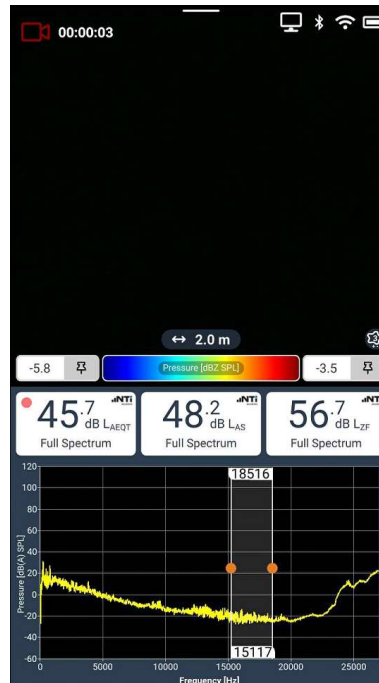 00:00:03
↔ 2.0 m
-5.8
Pressure [dBZ SPL]
-3.5
NTi
45.7 dB LAEQT
Full Spectrum
NTi
48.2 dB LAS
Full Spectrum
NTi
56.7 dB LZF
Full Spectrum
Pressure [dB(A) SPL]
120
100
80
60
40
20
0
-20
-40
-60
18516
15117
0
5000
10000
15000
20000
25000
Frequency [Hz]